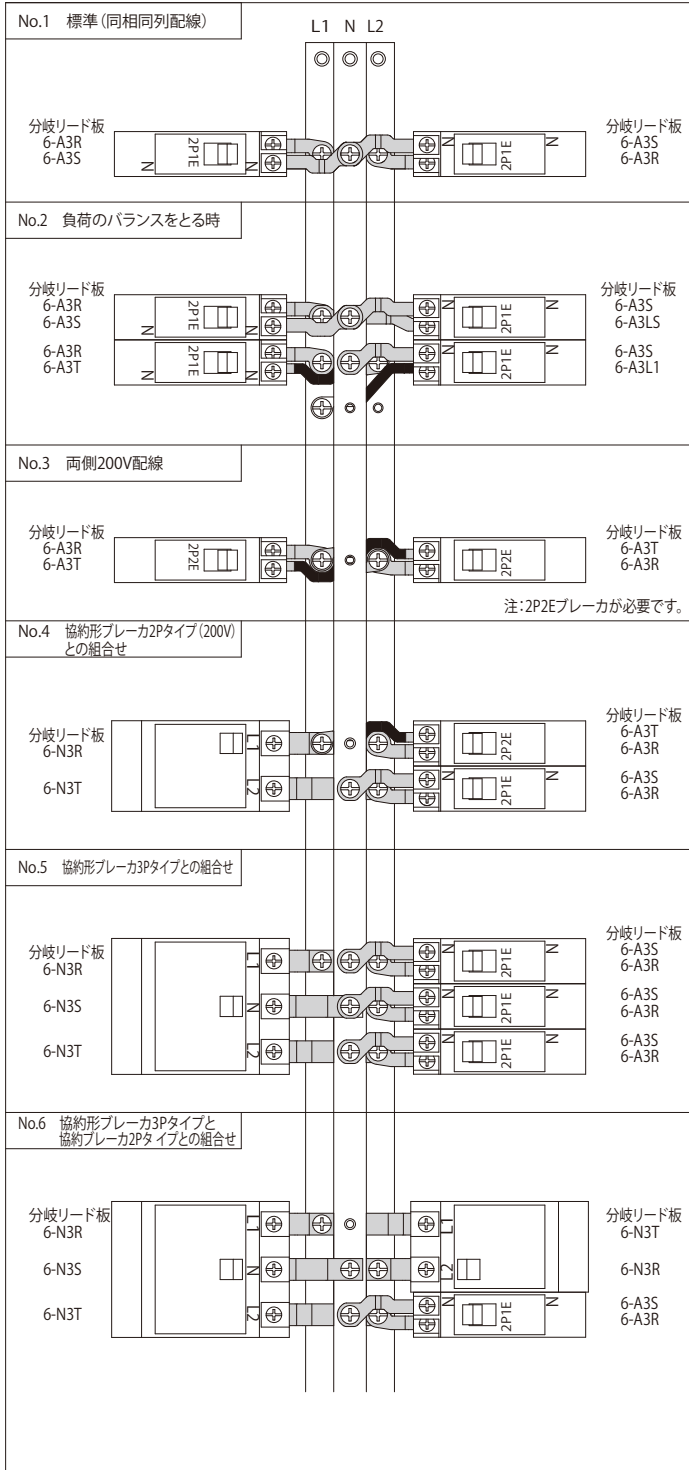 No.1 標準(同相同列配線)
L1 N L2
分岐リード板
6-A3R
6-A3S
N
2P1E
N
N
2P1E
N
6-A3S
6-A3R
分岐リード板
No.2 負荷のバランスをとる時
分岐リード板
6-A3R
6-A3S
6-A3R
6-A3T
N
2P1E
N
N
2P1E
N
N
2P1E
N
N
2P1E
N
分岐リード板
6-A3S
6-A3LS
6-A3S
6-A3L1
No.3 両側200V配線
分岐リード板
6-A3R
6-A3T
2P2E
2P2E
分岐リード板
6-A3T
6-A3R
注:2P2Eブレーカが必要です。
No.4 協約形ブレーカ2Pタイプ(200V)
との組合せ
分岐リード板
6-N3R
6-N3T
L1
L2
2P2E
N
2P1E
N
分岐リード板
6-A3T
6-A3R
6-A3S
6-A3R
No.5 協約形ブレーカ3Pタイプとの組合せ
分岐リード板
6-N3R
6-N3S
6-N3T
L1
N
L2
N
2P1E
N
N
2P1E
N
N
2P1E
N
分岐リード板
6-A3S
6-A3R
6-A3S
6-A3R
6-A3S
6-A3R
No.6 協約形ブレーカ3Pタイプと
協約ブレーカ2Pタイプとの組合せ
分岐リード板
6-N3R
6-N3S
6-N3T
L1
N
L2
L1
L2
N
2P1E
N
分岐リード板
6-N3T
6-N3R
6-A3S
6-A3R